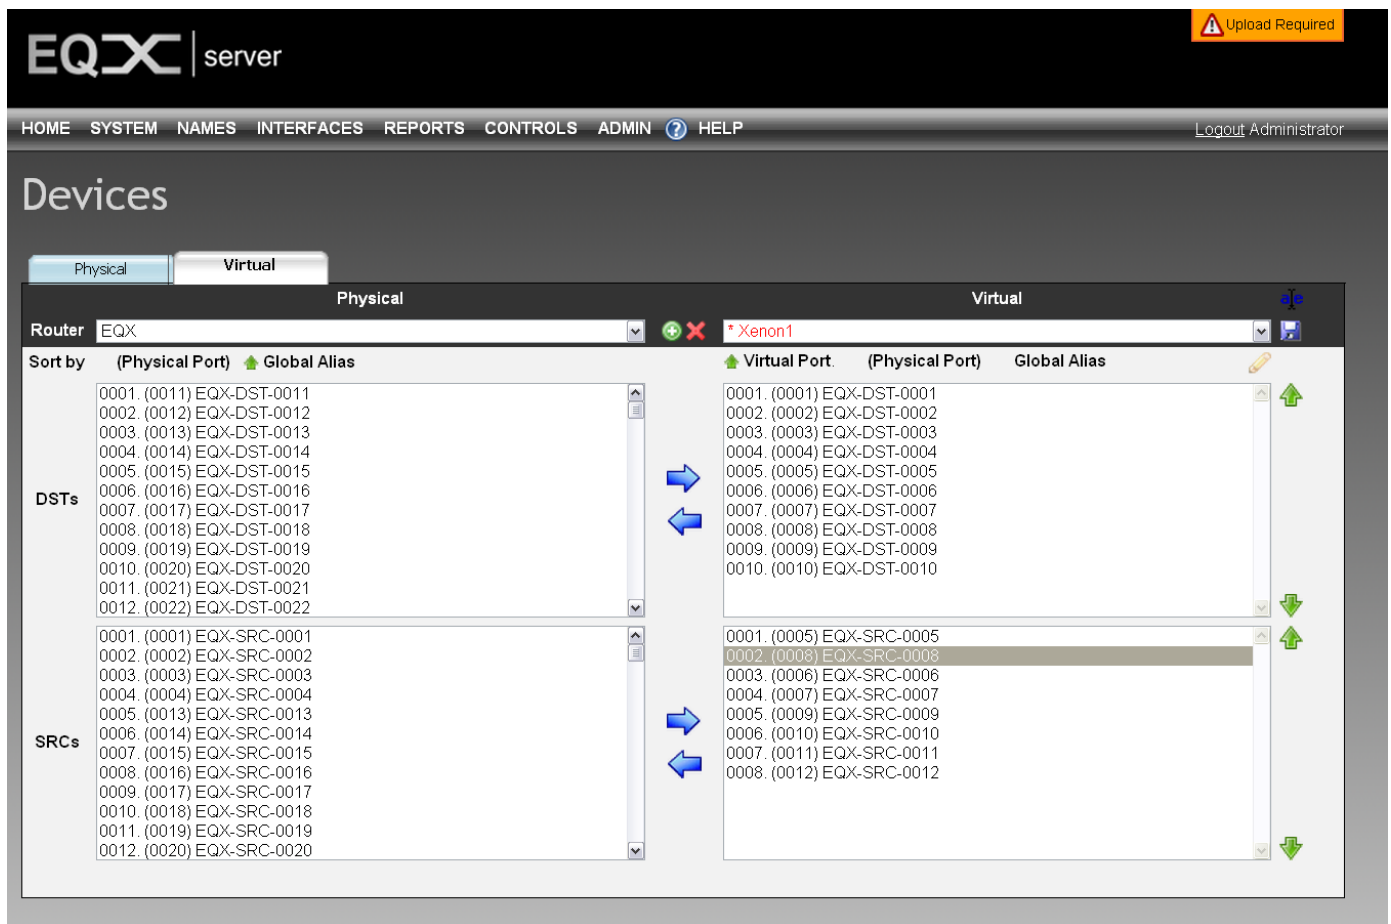 Upload Required
EQX server
HOME SYSTEM NAMES INTERFACES REPORTS CONTROLS ADMIN ? HELP Logout Administrator
Devices
Physical Virtual
Physical Virtual
Router EQX * Xenon1
Sort by (Physical Port) Global Alias Virtual Port. (Physical Port) Global Alias
DSTs
0001. (0011) EQX-DST-0011
0002. (0012) EQX-DST-0012
0003. (0013) EQX-DST-0013
0004. (0014) EQX-DST-0014
0005. (0015) EQX-DST-0015
0006. (0016) EQX-DST-0016
0007. (0017) EQX-DST-0017
0008. (0018) EQX-DST-0018
0009. (0019) EQX-DST-0019
0010. (0020) EQX-DST-0020
0011. (0021) EQX-DST-0021
0012. (0022) EQX-DST-0022
0001. (0001) EQX-DST-0001
0002. (0002) EQX-DST-0002
0003. (0003) EQX-DST-0003
0004. (0004) EQX-DST-0004
0005. (0005) EQX-DST-0005
0006. (0006) EQX-DST-0006
0007. (0007) EQX-DST-0007
0008. (0008) EQX-DST-0008
0009. (0009) EQX-DST-0009
0010. (0010) EQX-DST-0010
SRCs
0001. (0001) EQX-SRC-0001
0002. (0002) EQX-SRC-0002
0003. (0003) EQX-SRC-0003
0004. (0004) EQX-SRC-0004
0005. (0013) EQX-SRC-0013
0006. (0014) EQX-SRC-0014
0007. (0015) EQX-SRC-0015
0008. (0016) EQX-SRC-0016
0009. (0017) EQX-SRC-0017
0010. (0018) EQX-SRC-0018
0011. (0019) EQX-SRC-0019
0012. (0020) EQX-SRC-0020
0001. (0005) EQX-SRC-0005
0002. (0008) EQX-SRC-0008
0003. (0006) EQX-SRC-0006
0004. (0007) EQX-SRC-0007
0005. (0009) EQX-SRC-0009
0006. (0010) EQX-SRC-0010
0007. (0011) EQX-SRC-0011
0008. (0012) EQX-SRC-0012